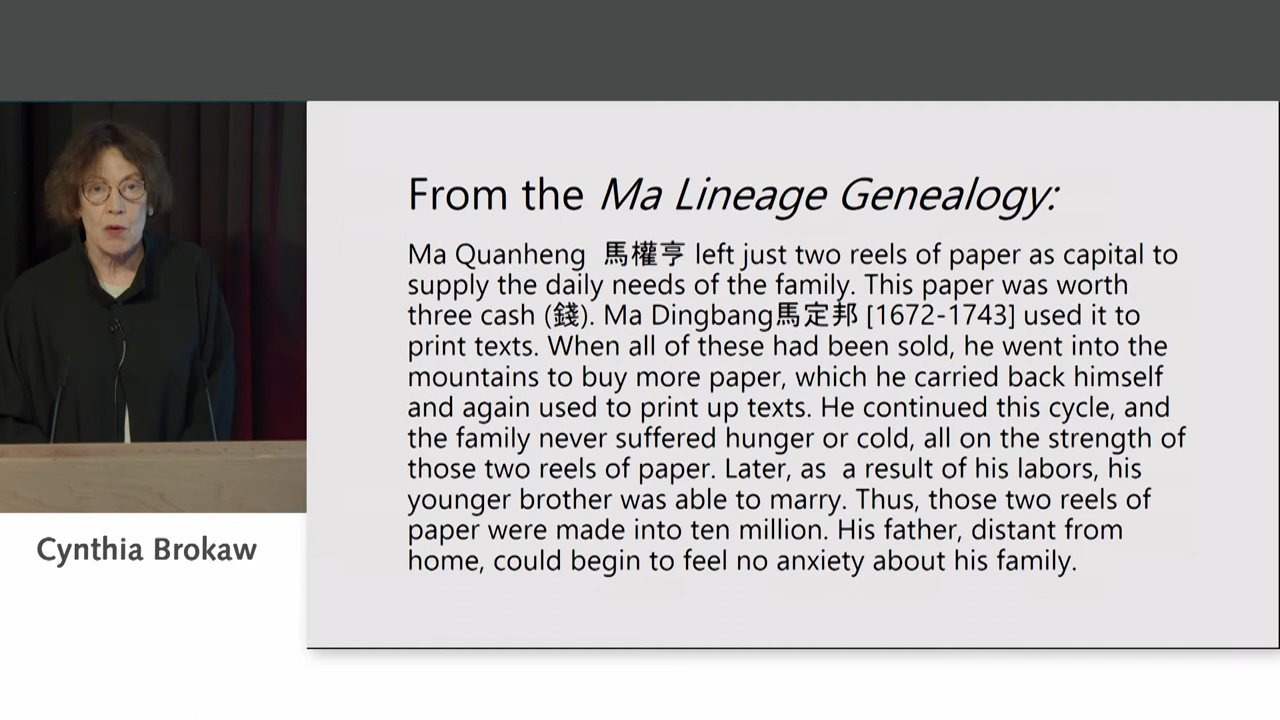 From the Ma Lineage Genealogy:
Ma Quanheng 馬權亨 left just two reels of paper as capital to
supply the daily needs of the family. This paper was worth
three cash (錢). Ma Dingbang馬定邦 [1672-1743] used it to
print texts. When all of these had been sold, he went into the
mountains to buy more paper, which he carried back himself
and again used to print up texts. He continued this cycle, and
the family never suffered hunger or cold, all on the strength of
those two reels of paper. Later, as a result of his labors, his
younger brother was able to marry. Thus, those two reels of
paper were made into ten million. His father, distant from
home, could begin to feel no anxiety about his family.
Cynthia Brokaw